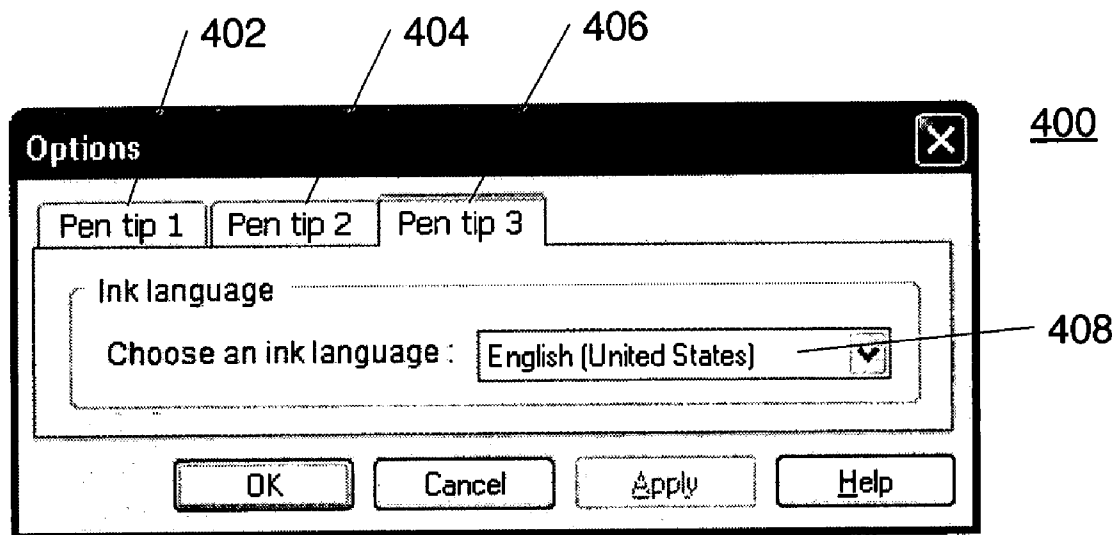 402 404 406
400
Options
Pen tip 1 Pen tip 2 Pen tip 3
Ink language
Choose an ink language : English (United States)
408
OK Cancel Apply Help